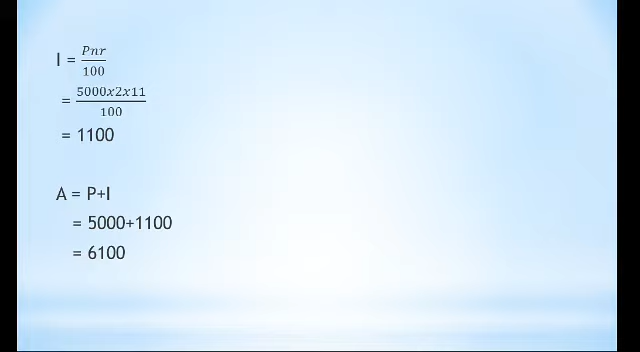 I = Pnr/100
= 5000x2x11/100
= 1100
A = P+I
= 5000+1100
= 6100